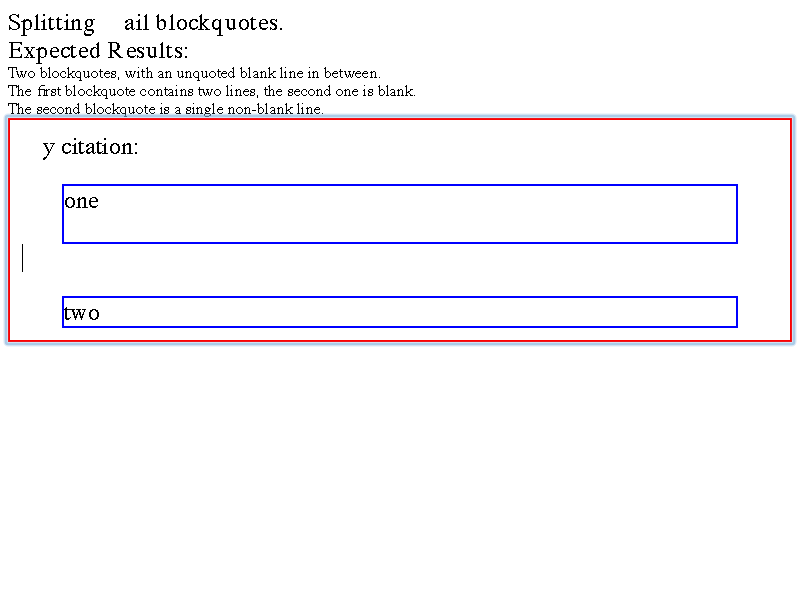 Splitting ail blockquotes.
Expected Results:
Two blockquotes, with an unquoted blank line in between.
The first blockquote contains two lines, the second one is blank.
The second blockquote is a single non-blank line.
y citation:
one
two